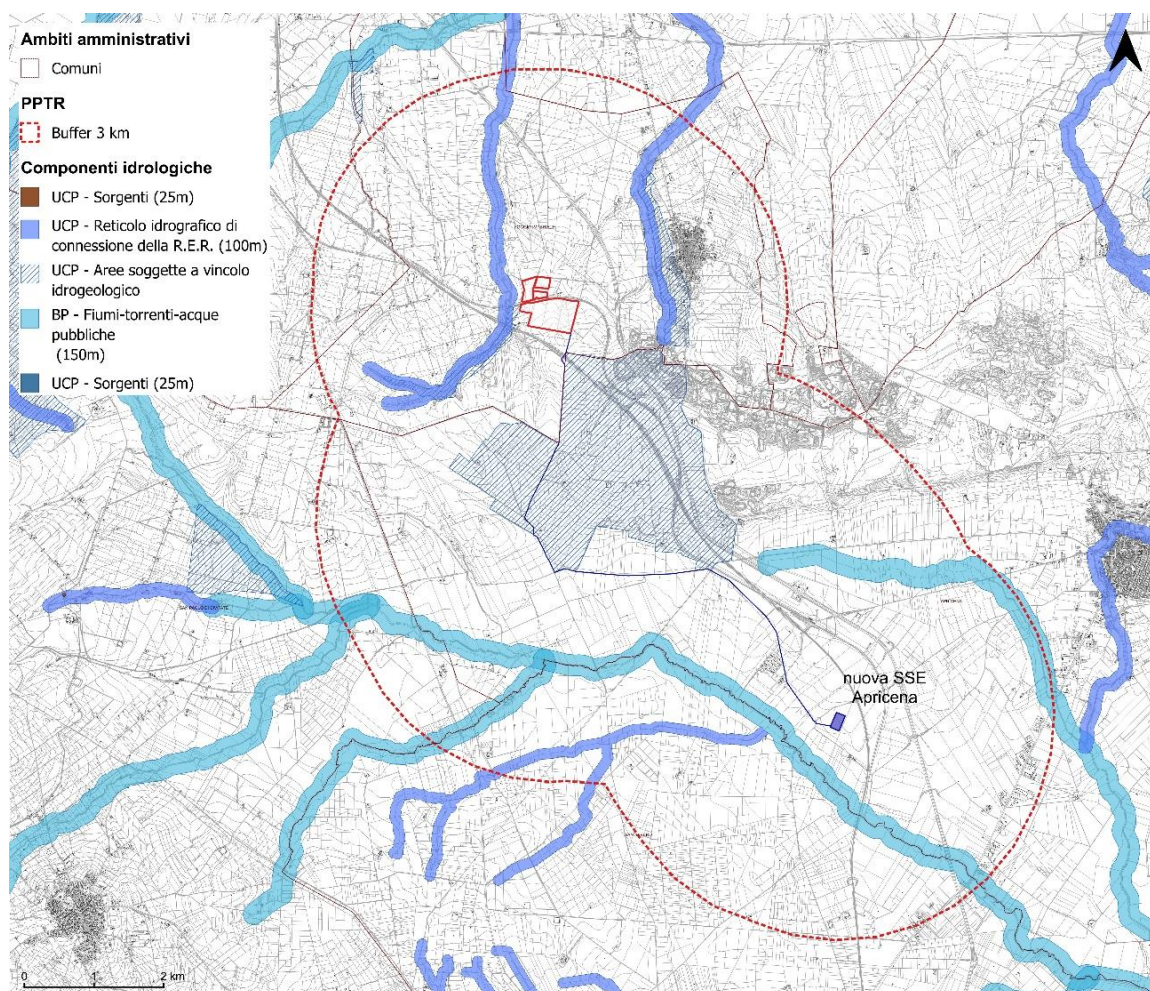 Ambiti amministrativi
Comuni
PPTR
Buffer 3 km
Componenti idrologiche
UCP - Sorgenti (25m)
UCP - Reticolo idrografico di
connessione della R.E.R. (100m)
UCP - Aree soggette a vincolo
idrogeologico
BP - Fiumi-torrenti-acque
pubbliche
(150m)
UCP - Sorgenti (25m)
nuova SSE
Apricena
0 1 2 km